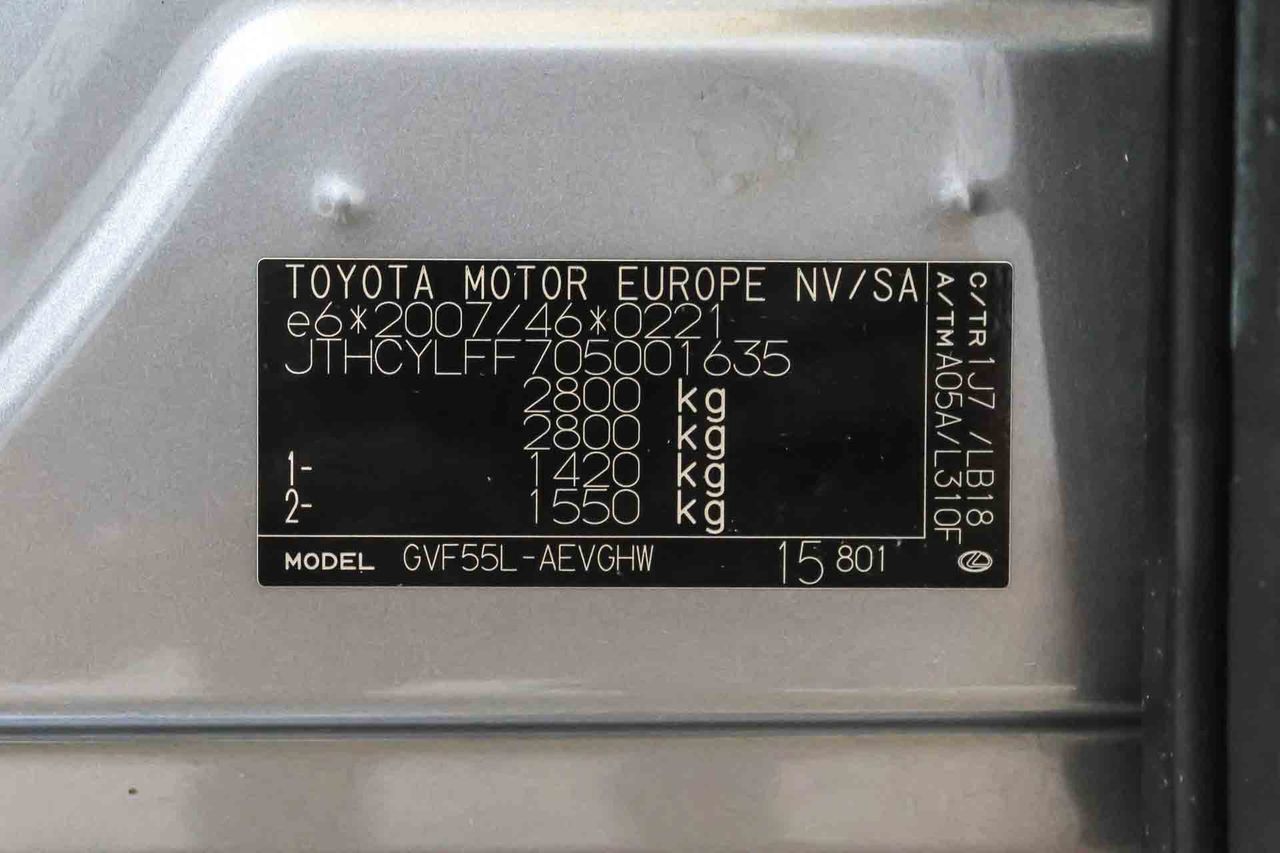 TOYOTA MOTOR EUROPE NV/SA
e6*2007/46*0221
JTHCYLFF705001635
2800 kg
2800 kg
1- 1420 kg
2- 1550 kg
MODEL GVF55L-AEVGHW 15 801
C/TR 1J7 /LB18
A/TM A05A/L310F